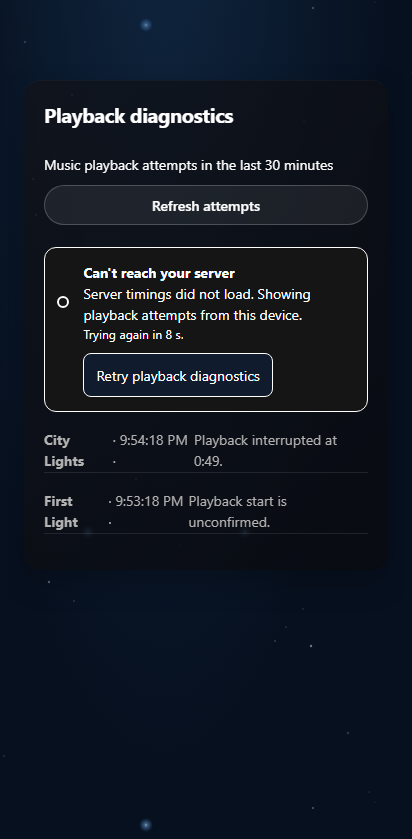 Playback diagnostics
Music playback attempts in the last 30 minutes
Refresh attempts
Can't reach your server
Server timings did not load. Showing
playback attempts from this device.
Trying again in 8 s.
Retry playback diagnostics
City · 9:54:18 PM Playback interrupted at
Lights · 0:49.
First · 9:53:18 PM Playback start is
Light · unconfirmed.